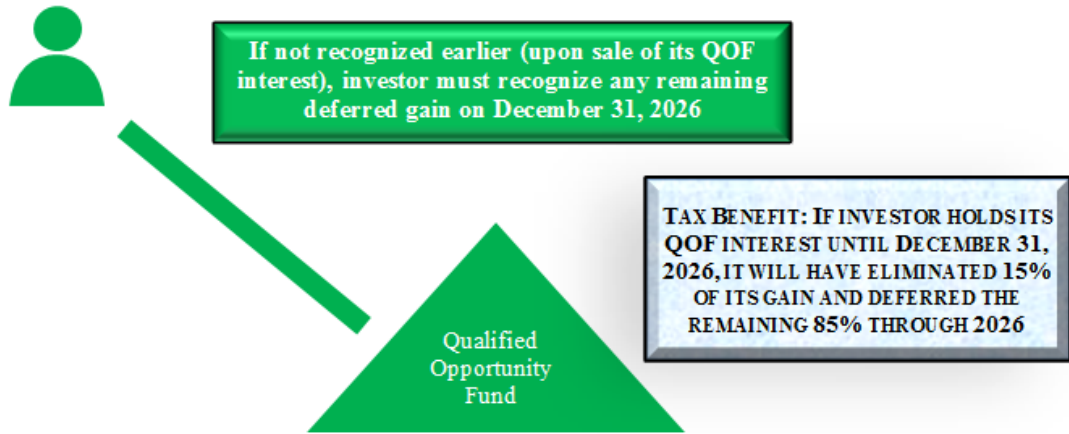 If not recognized earlier (upon sale of its QOF
interest), investor must recognize any remaining
deferred gain on December 31, 2026
TAX BENEFIT: IF INVESTOR HOLDS ITS
QOF INTEREST UNTIL DECEMBER 31,
2026, IT WILL HAVE ELIMINATED 15%
OF ITS GAIN AND DEFERRED THE
REMAINING 85% THROUGH 2026
Qualified
Opportunity
Fund